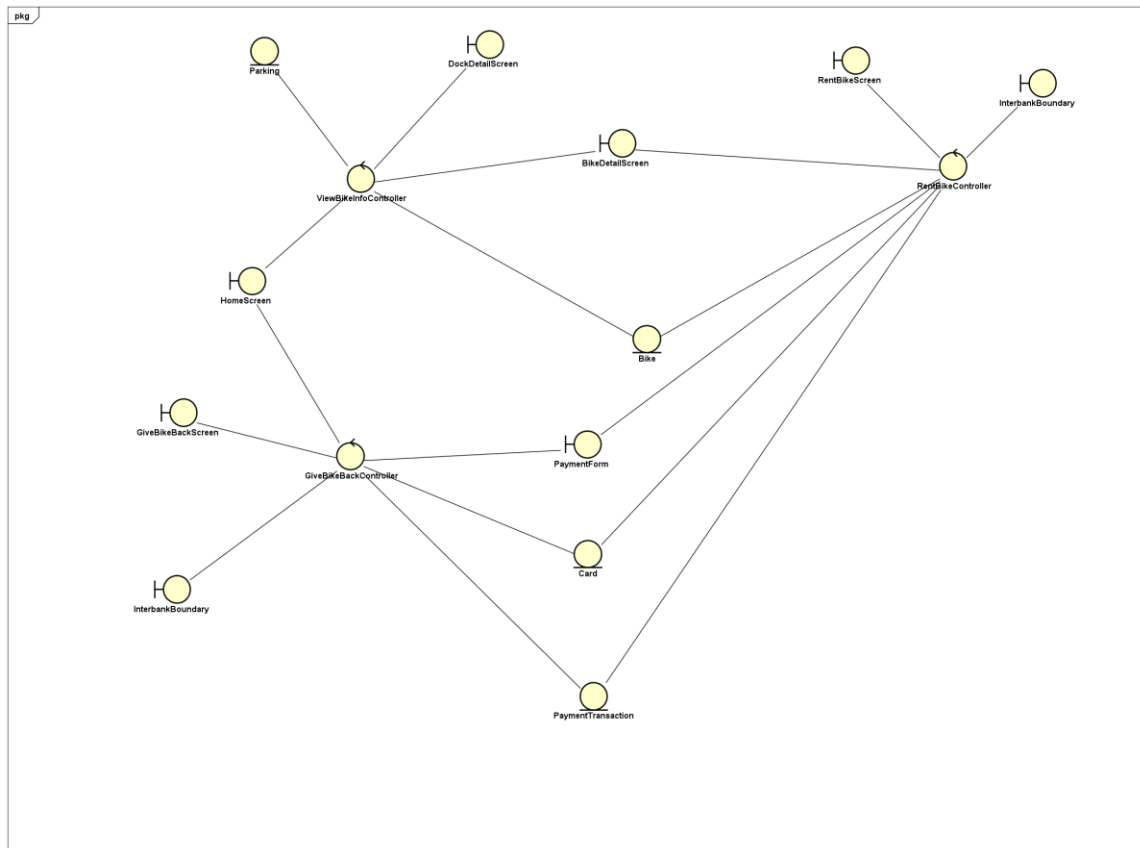 pkg
Parking
DockDetailScreen
RentBikeScreen
InterbankBoundary
BikeDetailScreen
ViewBikeInfoController
RentBikeController
HomeScreen
Bike
GiveBikeBackScreen
PaymentForm
GiveBikeBackController
Card
InterbankBoundary
PaymentTransaction